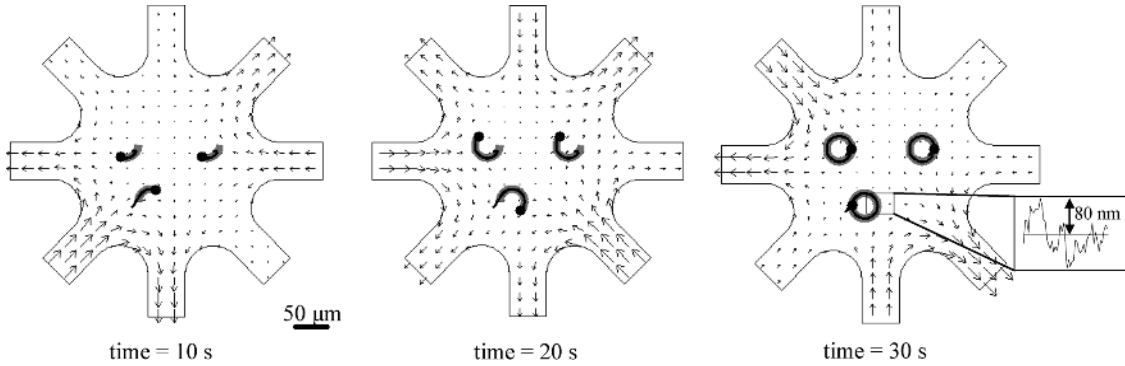 80 nm
50 μm
time = 10 s
time = 20 s
time = 30 s